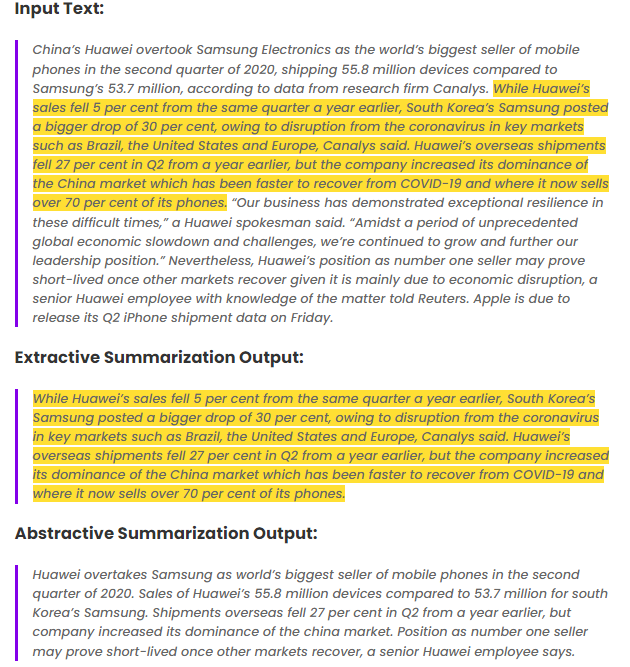 Input Text:
China's Huawei overtook Samsung Electronics as the world's biggest seller of mobile
phones in the second quarter of 2020, shipping 55.8 million devices compared to
Samsung's 53.7 million, according to data from research firm Canalys. While Huawei's
sales fell 5 per cent from the same quarter a year earlier, South Korea's Samsung posted
a bigger drop of 30 per cent, owing to disruption from the coronavirus in key markets
such as Brazil, the United States and Europe, Canalys said. Huawei's overseas shipments
fell 27 per cent in Q2 from a year earlier, but the company increased its dominance of
the China market which has been faster to recover from COVID-19 and where it now sells
over 70 per cent of its phones. “Our business has demonstrated exceptional resilience in
these difficult times,” a Huawei spokesman said. “Amidst a period of unprecedented
global economic slowdown and challenges, we're continued to grow and further our
leadership position.” Nevertheless, Huawei's position as number one seller may prove
short-lived once other markets recover given it is mainly due to economic disruption, a
senior Huawei employee with knowledge of the matter told Reuters. Apple is due to
release its Q2 iPhone shipment data on Friday.
Extractive Summarization Output:
While Huawei's sales fell 5 per cent from the same quarter a year earlier, South Korea's
Samsung posted a bigger drop of 30 per cent, owing to disruption from the coronavirus
in key markets such as Brazil, the United States and Europe, Canalys said. Huawei's
overseas shipments fell 27 per cent in Q2 from a year earlier, but the company increased
its dominance of the China market which has been faster to recover from COVID-19 and
where it now sells over 70 per cent of its phones.
Abstractive Summarization Output:
Huawei overtakes Samsung as world's biggest seller of mobile phones in the second
quarter of 2020. Sales of Huawei's 55.8 million devices compared to 53.7 million for south
Korea's Samsung. Shipments overseas fell 27 per cent in Q2 from a year earlier, but
company increased its dominance of the china market. Position as number one seller
may prove short-lived once other markets recover, a senior Huawei employee says.